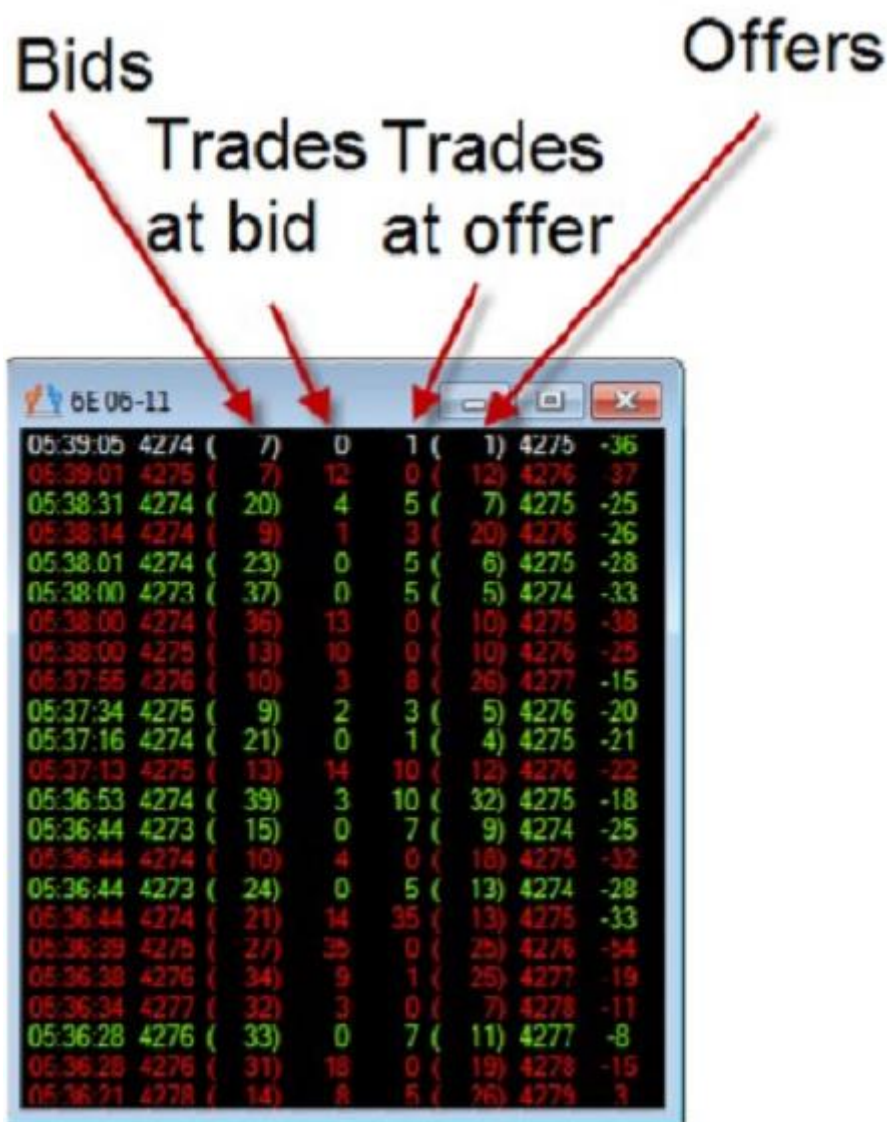 Bids
Offers
Trades Trades
at bid at offer
6E 06-11
05:39:05 4274 ( 7) 0 1 ( 1) 4275 -36
05:39:01 4275 ( 7) 12 0 ( 12) 4276 -37
05:38:31 4274 ( 20) 4 5 ( 7) 4275 -25
05:38:14 4274 ( 9) 1 3 ( 20) 4276 -26
05:38:01 4274 ( 23) 0 5 ( 6) 4275 -28
05:38:00 4273 ( 37) 0 5 ( 5) 4274 -33
05:38:00 4274 ( 36) 13 0 ( 10) 4275 -38
05:38:00 4275 ( 13) 10 0 ( 10) 4276 -25
05:37:55 4276 ( 10) 3 8 ( 26) 4277 -15
05:37:34 4275 ( 9) 2 3 ( 5) 4276 -20
05:37:16 4274 ( 21) 0 1 ( 4) 4275 -21
05:37:13 4275 ( 13) 14 10 ( 12) 4276 -22
05:36:53 4274 ( 39) 3 10 ( 32) 4275 -18
05:36:44 4273 ( 15) 0 7 ( 9) 4274 -25
05:36:44 4274 ( 10) 4 0 ( 18) 4275 -32
05:36:44 4273 ( 24) 0 5 ( 13) 4274 -28
05:36:44 4274 ( 21) 14 35 ( 13) 4275 -33
05:36:39 4275 ( 27) 35 0 ( 25) 4276 -54
05:36:38 4276 ( 34) 9 1 ( 25) 4277 -19
05:36:34 4277 ( 32) 3 0 ( 7) 4278 -11
05:36:28 4276 ( 33) 0 7 ( 11) 4277 -8
05:36:28 4276 ( 31) 18 0 ( 19) 4278 -15
05:36:21 4278 ( 14) 8 5 ( 26) 4279 3